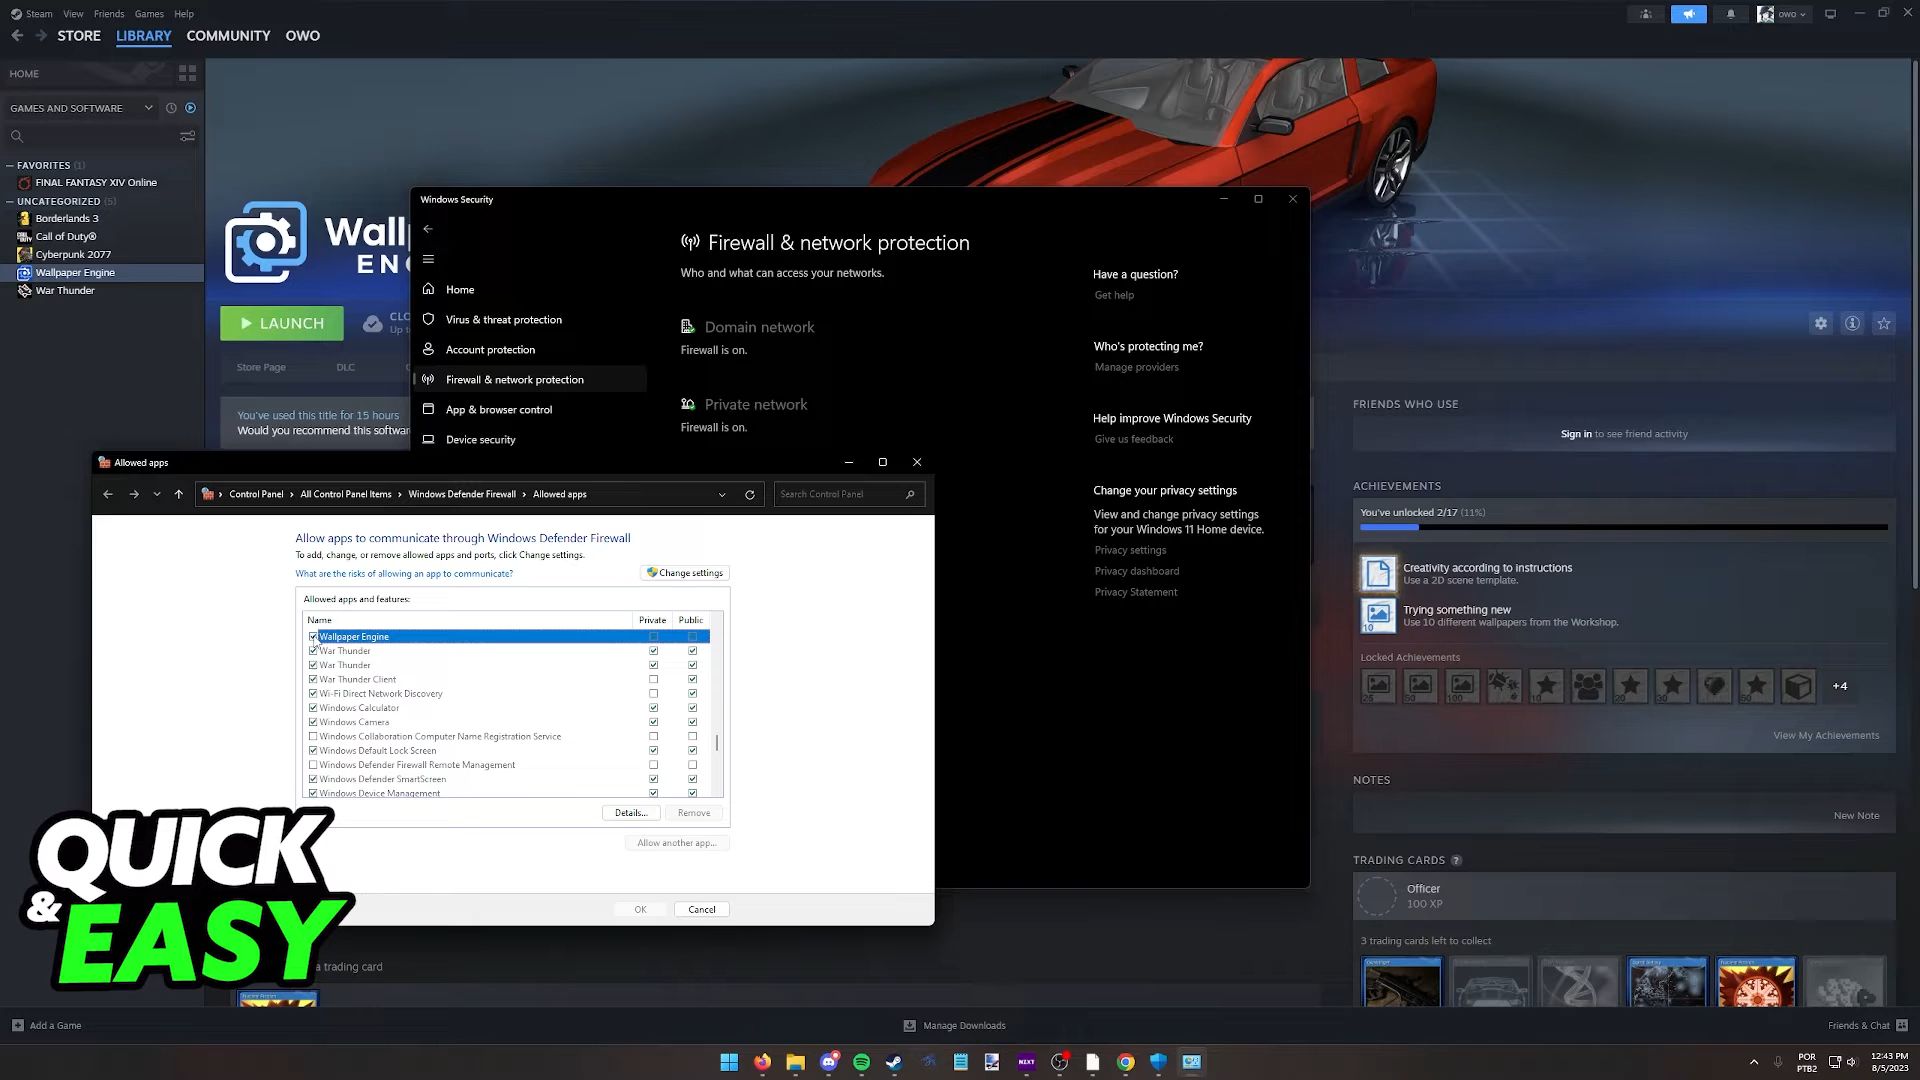 Steam View Friends Games Help
owo
STORE LIBRARY COMMUNITY OWO
HOME
GAMES AND SOFTWARE
FAVORITES (1)
FINAL FANTASY XIV Online
UNCATEGORIZED (5)
Borderlands 3
Call of Duty®
Cyberpunk 2077
Wallpaper Engine
War Thunder
LAUNCH
Store Page DLC
You've used this title for 15 hours
Would you recommend this software
Windows Security
Home
Virus & threat protection
Account protection
Firewall & network protection
App & browser control
Device security
Firewall & network protection
Who and what can access your networks.
Domain network
Firewall is on.
Private network
Firewall is on.
Have a question?
Get help
Who's protecting me?
Manage providers
Help improve Windows Security
Give us feedback
Change your privacy settings
View and change privacy settings
for your Windows 11 Home device.
Privacy settings
Privacy dashboard
Privacy Statement
Allowed apps
Control Panel › All Control Panel Items › Windows Defender Firewall › Allowed apps
Search Control Panel
Allow apps to communicate through Windows Defender Firewall
To add, change, or remove allowed apps and ports, click Change settings.
What are the risks of allowing an app to communicate?
Change settings
Allowed apps and features:
Name Private Public
Wallpaper Engine
War Thunder
War Thunder
War Thunder Client
Wi-Fi Direct Network Discovery
Windows Calculator
Windows Camera
Windows Collaboration Computer Name Registration Service
Windows Default Lock Screen
Windows Defender Firewall Remote Management
Windows Defender SmartScreen
Windows Device Management
Details... Remove
Allow another app...
OK Cancel
FRIENDS WHO USE
Sign in to see friend activity
ACHIEVEMENTS
You've unlocked 2/17 (11%)
Creativity according to instructions
Use a 2D scene template.
Trying something new
Use 10 different wallpapers from the Workshop.
Locked Achievements
+4
View My Achievements
NOTES
New Note
TRADING CARDS ?
Officer
100 XP
3 trading cards left to collect
QUICK
& EASY
a trading card
Add a Game
Manage Downloads
Friends & Chat
POR
PTB2
12:43 PM
8/5/2023